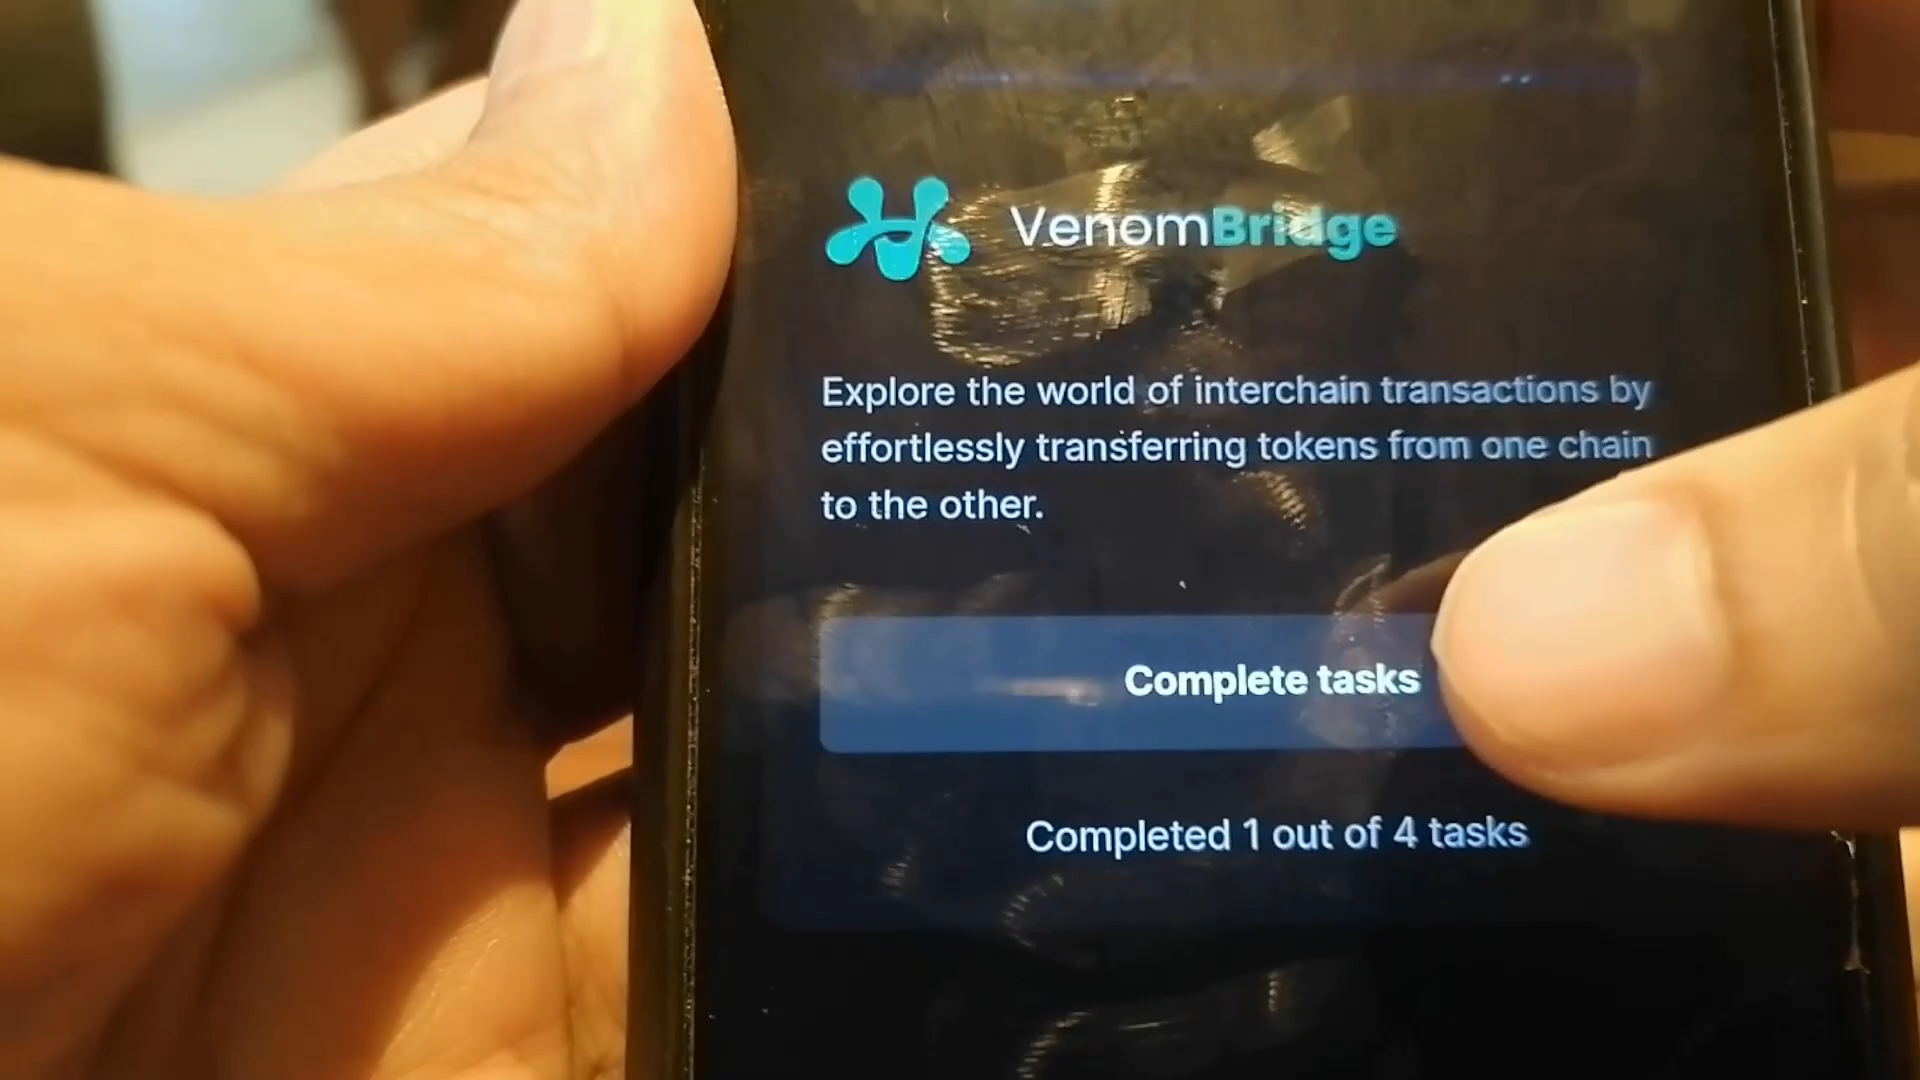 VenomBridge
Explore the world of interchain transactions by
effortlessly transferring tokens from one chain
to the other.
Complete tasks
Completed 1 out of 4 tasks